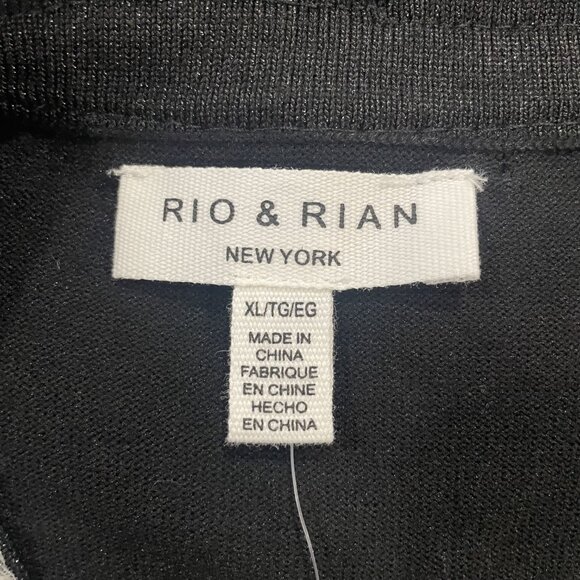 RIO & RIAN
NEW YORK
XL/TG/EG
MADE IN
CHINA
FABRIQUE
EN CHINE
HECHO
EN CHINA